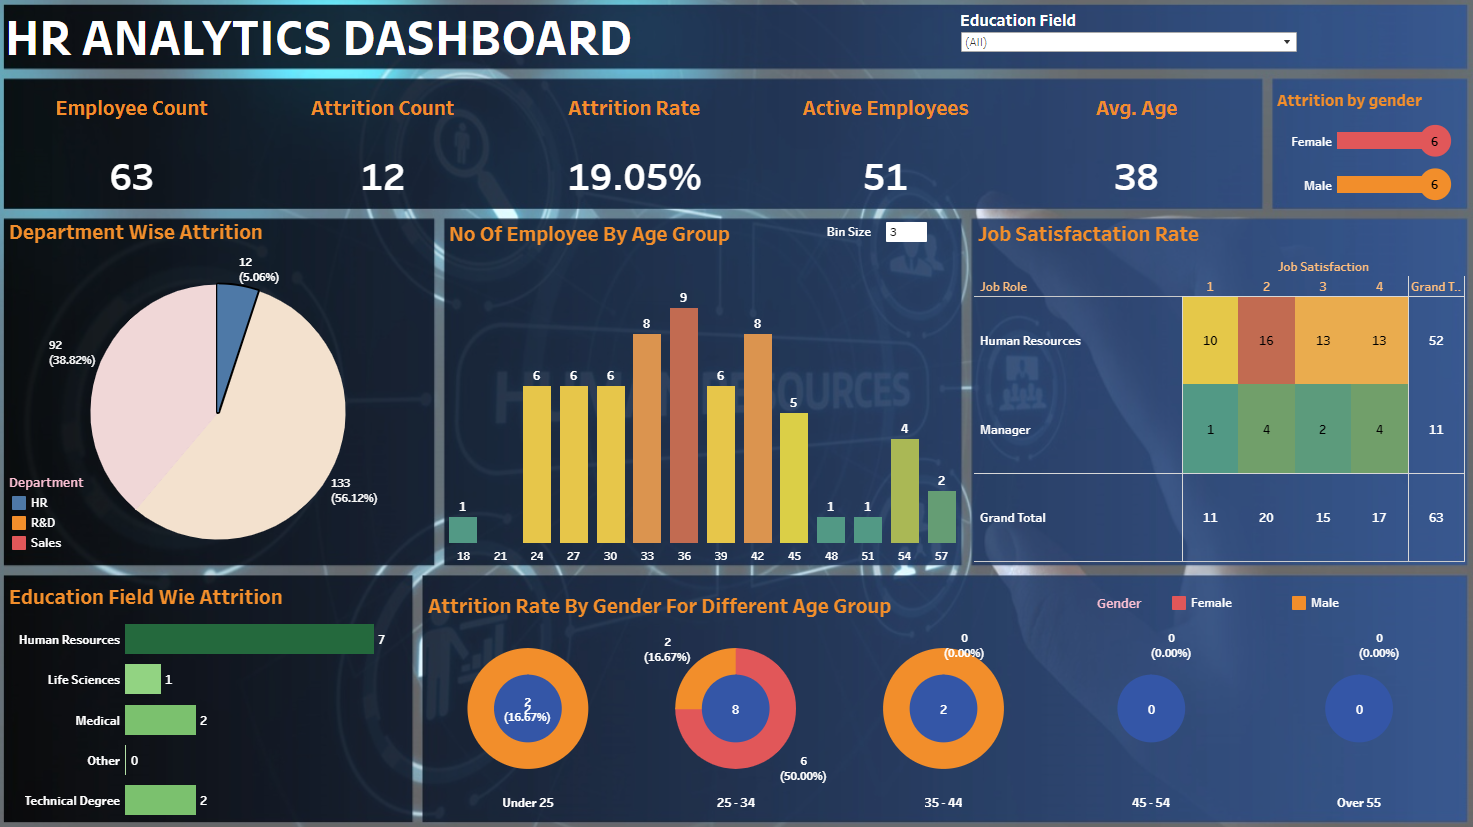 HR ANALYTICS DASHBOARD
Education Field
(All)
Employee Count
Attrition Count
Attrition Rate
Active Employees
Avg. Age
63
12
19.05%
51
38
Attrition by gender
Female
6
Male
6
Department Wise Attrition
12
(5.06%)
92
(38.82%)
133
(56.12%)
Department
HR
R&D
Sales
No Of Employee By Age Group
Bin Size
3
1
6
6
6
8
9
6
8
5
1
1
4
2
18 21 24 27 30 33 36 39 42 45 48 51 54 57
Job Satisfactation Rate
Job Satisfaction
Job Role 1 2 3 4 Grand T..
Human Resources 10 16 13 13 52
Manager 1 4 2 4 11
Grand Total 11 20 15 17 63
Education Field Wie Attrition
Human Resources 7
Life Sciences 1
Medical 2
Other 0
Technical Degree 2
Attrition Rate By Gender For Different Age Group
Gender
Female
Male
2
(16.67%)
Under 25
2
(16.67%)
8
6
(50.00%)
25 - 34
0
(0.00%)
2
35 - 44
0
(0.00%)
0
45 - 54
0
(0.00%)
0
Over 55